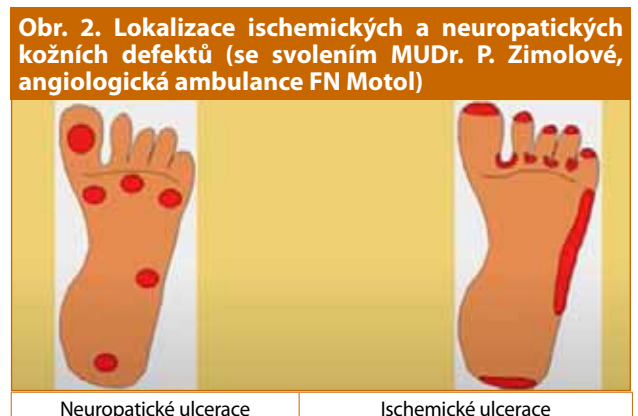 Obr. 2. Lokalizace ischemických a neuropatických
kožních defektů (se svolením MUDr. P. Zimolové,
angiologická ambulance FN Motol)
Neuropatické ulcerace
Ischemické ulcerace